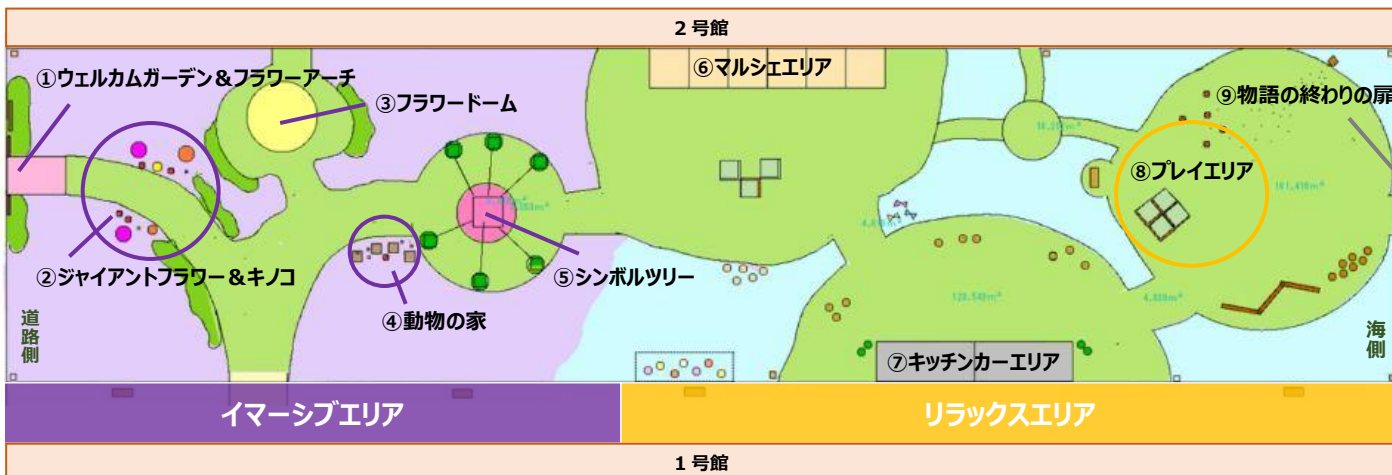 2号館
①ウェルカムガーデン&フラワーアーチ
⑥マルシェエリア
③フラワードーム
⑨物語の終わりの扉
⑧プレイエリア
②ジャイアントフラワー&キノコ
⑤シンボルツリー
④動物の家
道路側
海側
⑦キッチンカーエリア
イマーシブエリア
リラックスエリア
1号館